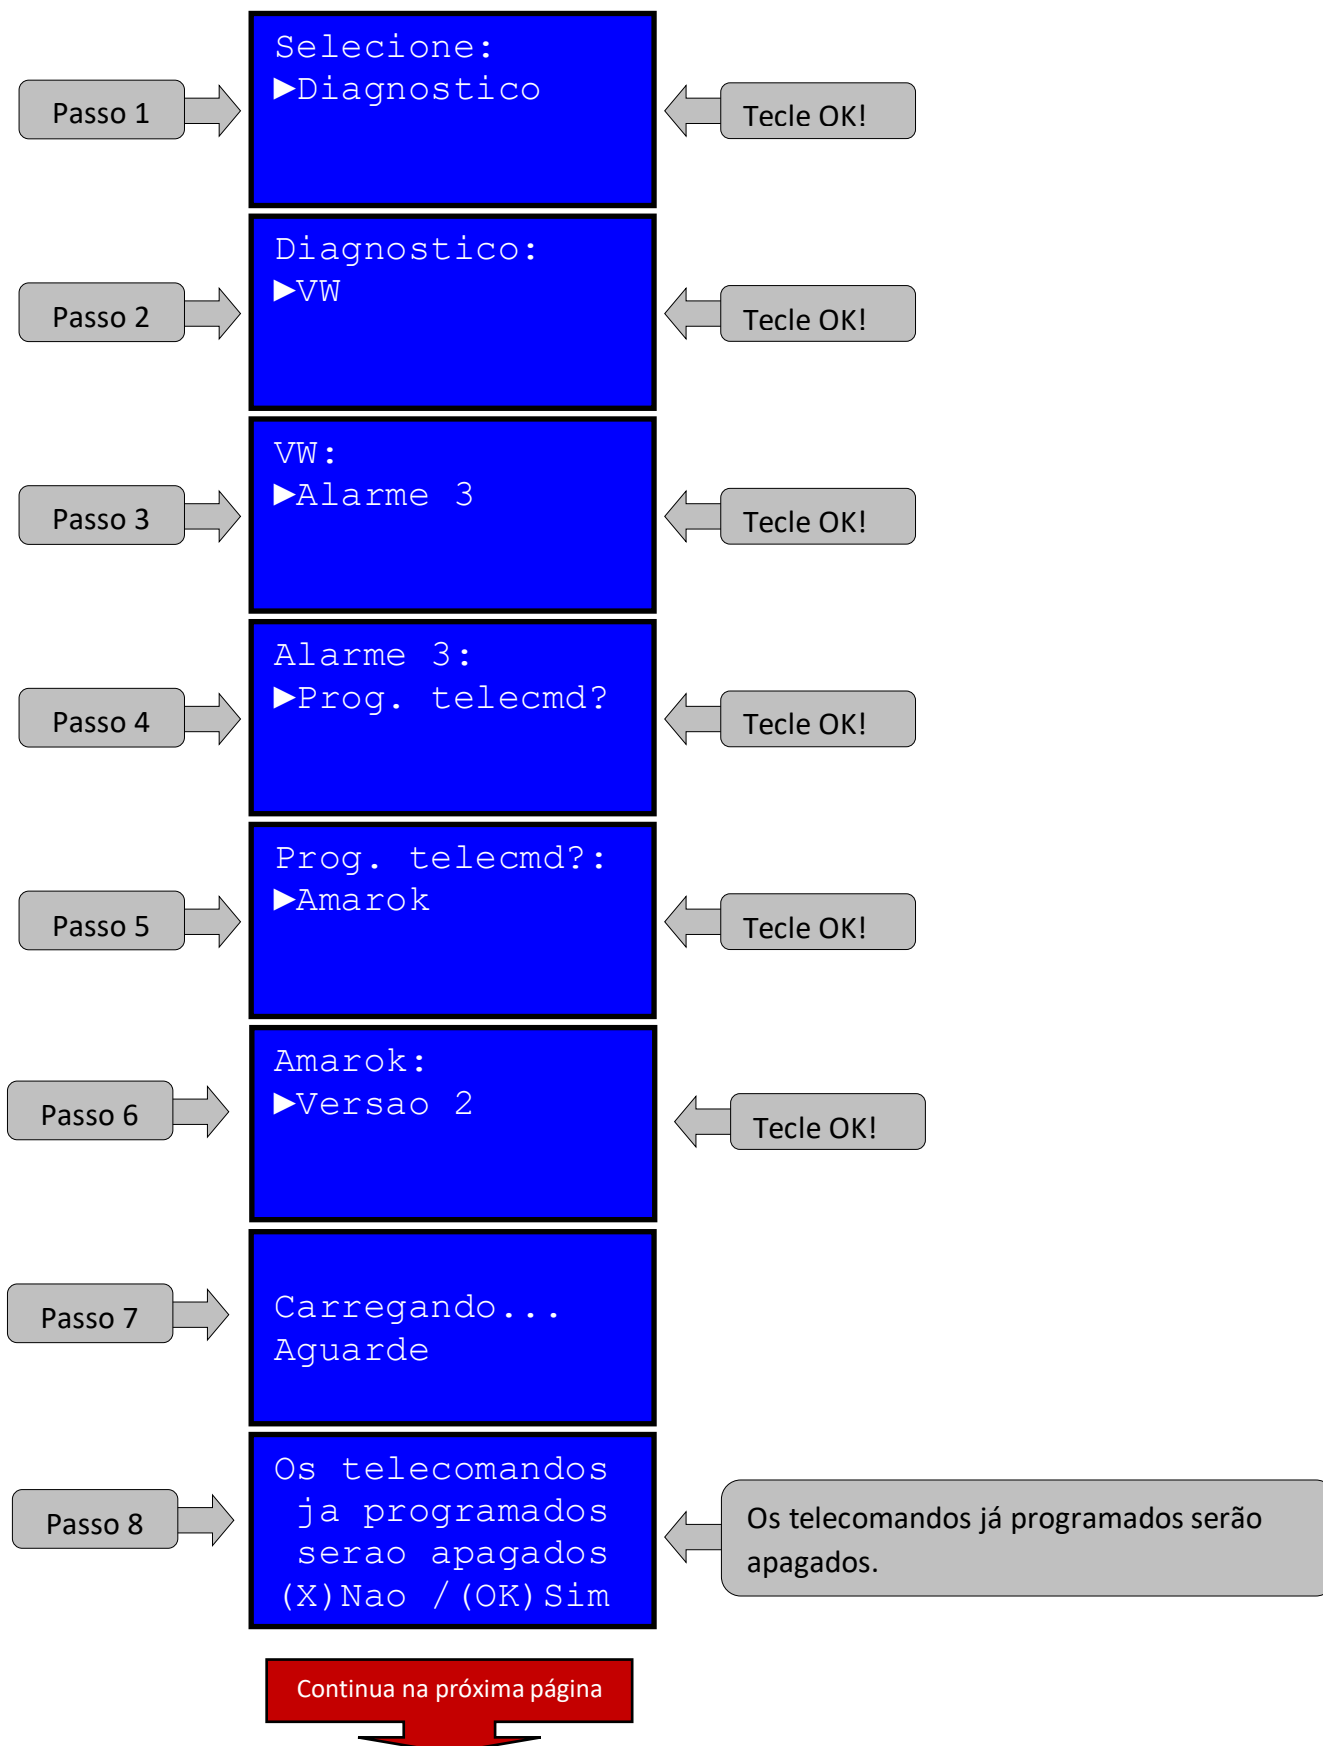 Passo 1
Selecione:
►Diagnostico
Tecle OK!
Passo 2
Diagnostico:
►VW
Tecle OK!
Passo 3
VW:
►Alarme 3
Tecle OK!
Passo 4
Alarme 3:
►Prog. telecmd?
Tecle OK!
Passo 5
Prog. telecmd?:
►Amarok
Tecle OK!
Passo 6
Amarok:
►Versao 2
Tecle OK!
Passo 7
Carregando...
Aguarde
Passo 8
Os telecomandos
ja programados
serao apagados
(X)Nao /(OK)Sim
Os telecomandos já programados serão
apagados.
Continua na próxima página